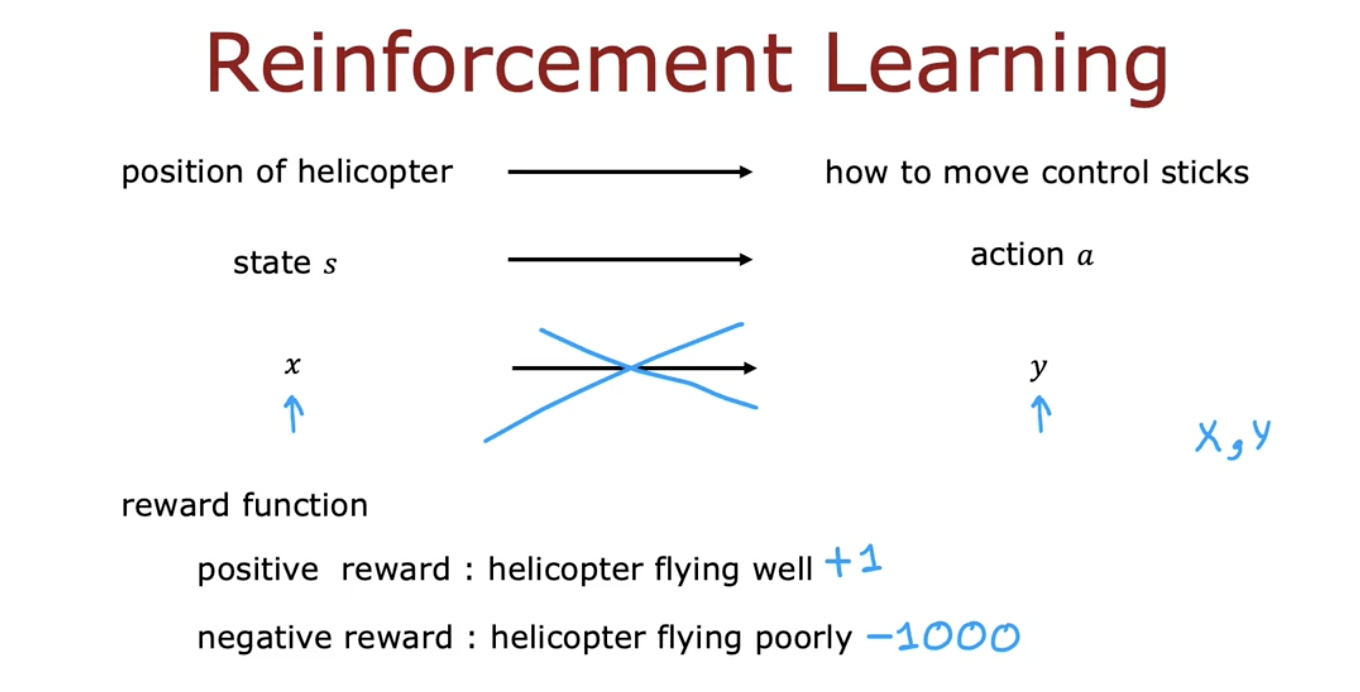 Reinforcement Learning
position of helicopter how to move control sticks
state s action a
x y
X, Y
reward function
positive reward : helicopter flying well +1
negative reward : helicopter flying poorly -1000